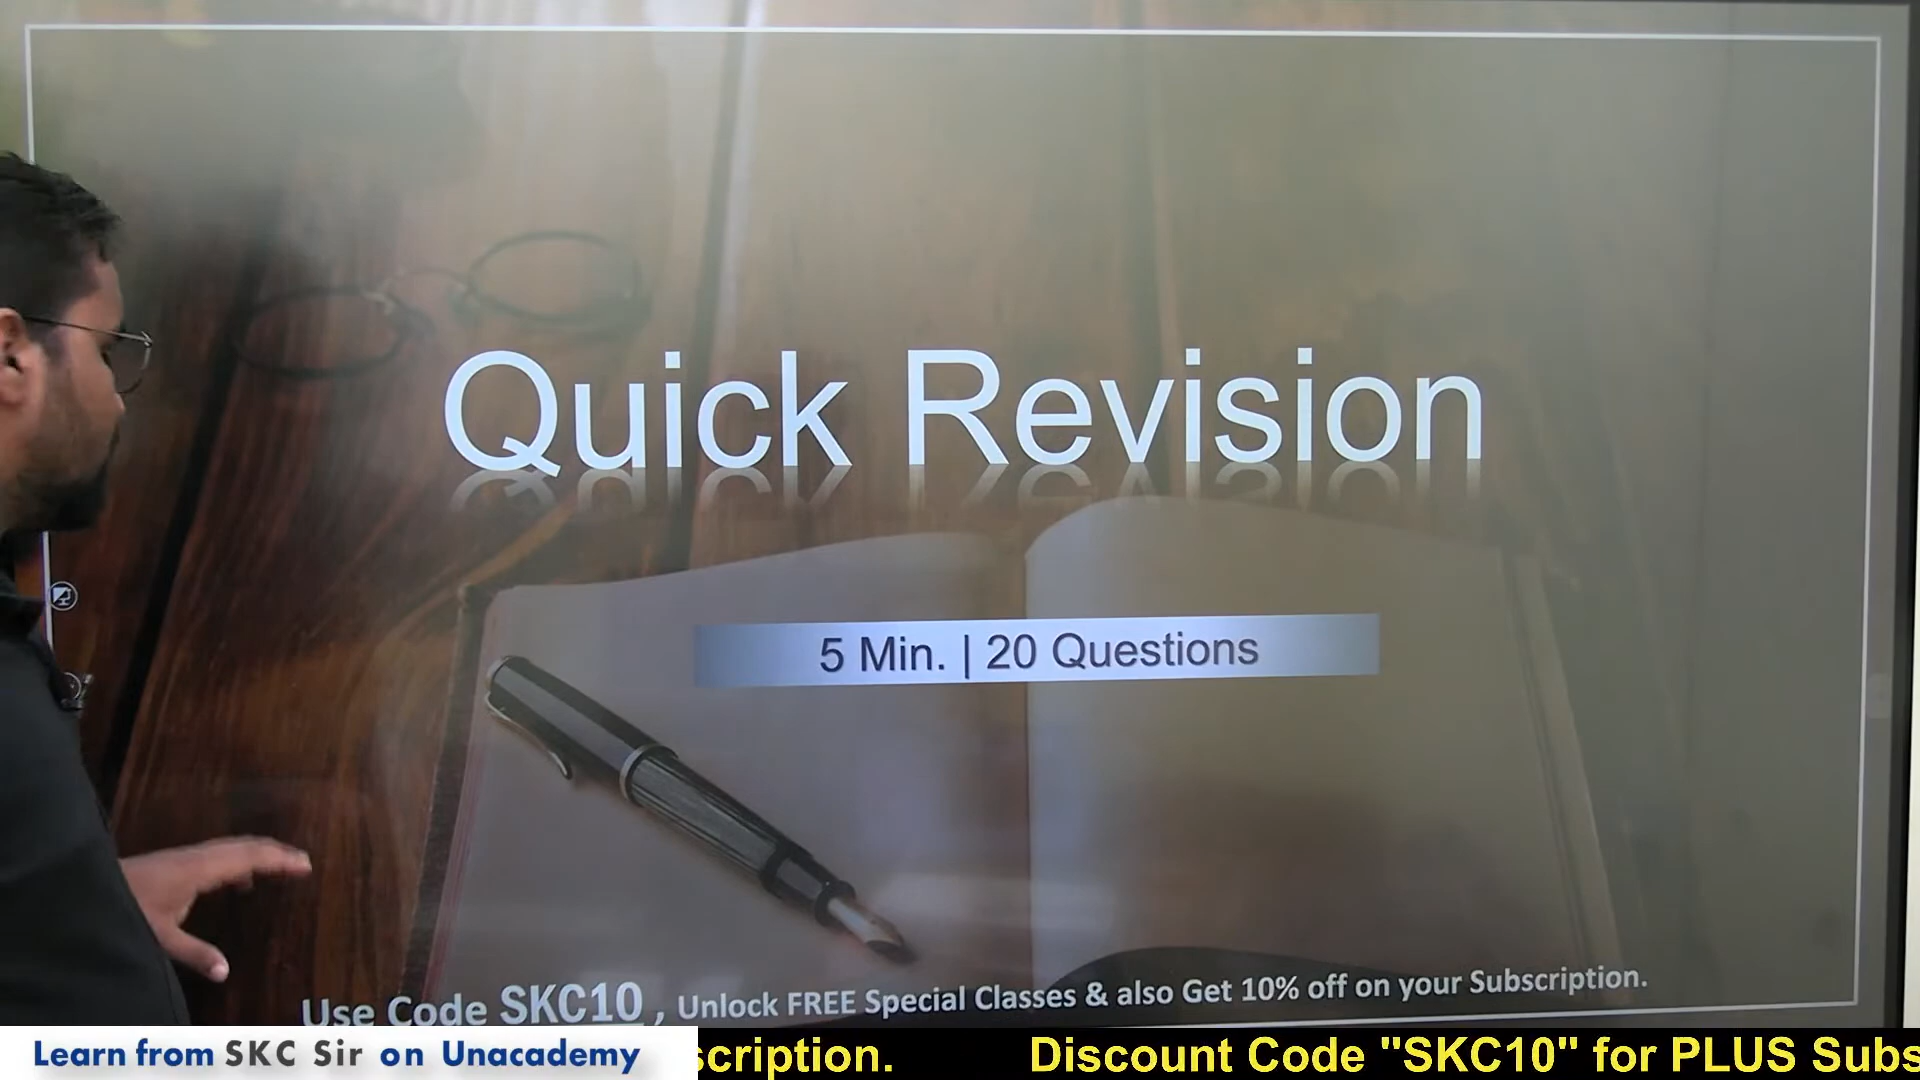 Quick Revision
5 Min. | 20 Questions
Use Code SKC10 , Unlock FREE Special Classes & also Get 10% off on your Subscription.
Learn from SKC Sir on Unacademy
scription. Discount Code "SKC10" for PLUS Subs